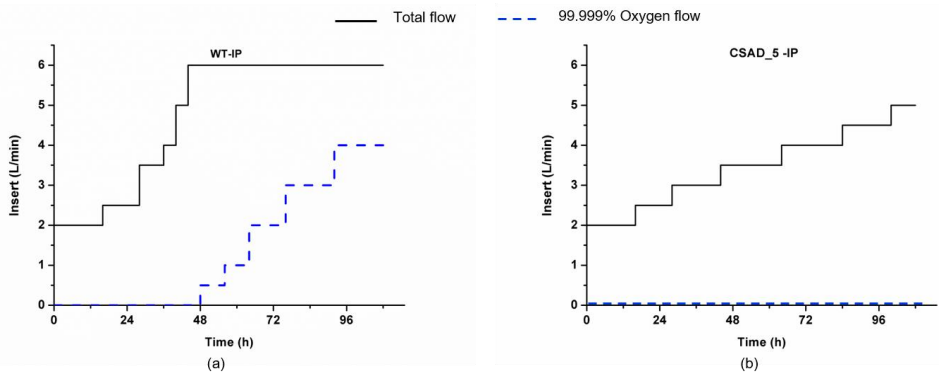 Total flow
99.999% Oxygen flow
WT-IP
6
5
4
3
2
1
0
Insert (L/min)
0 24 48 72 96
Time (h)
(a)
CSAD_5 -IP
6
5
4
3
2
1
0
Insert (L/min)
0 24 48 72 96
Time (h)
(b)